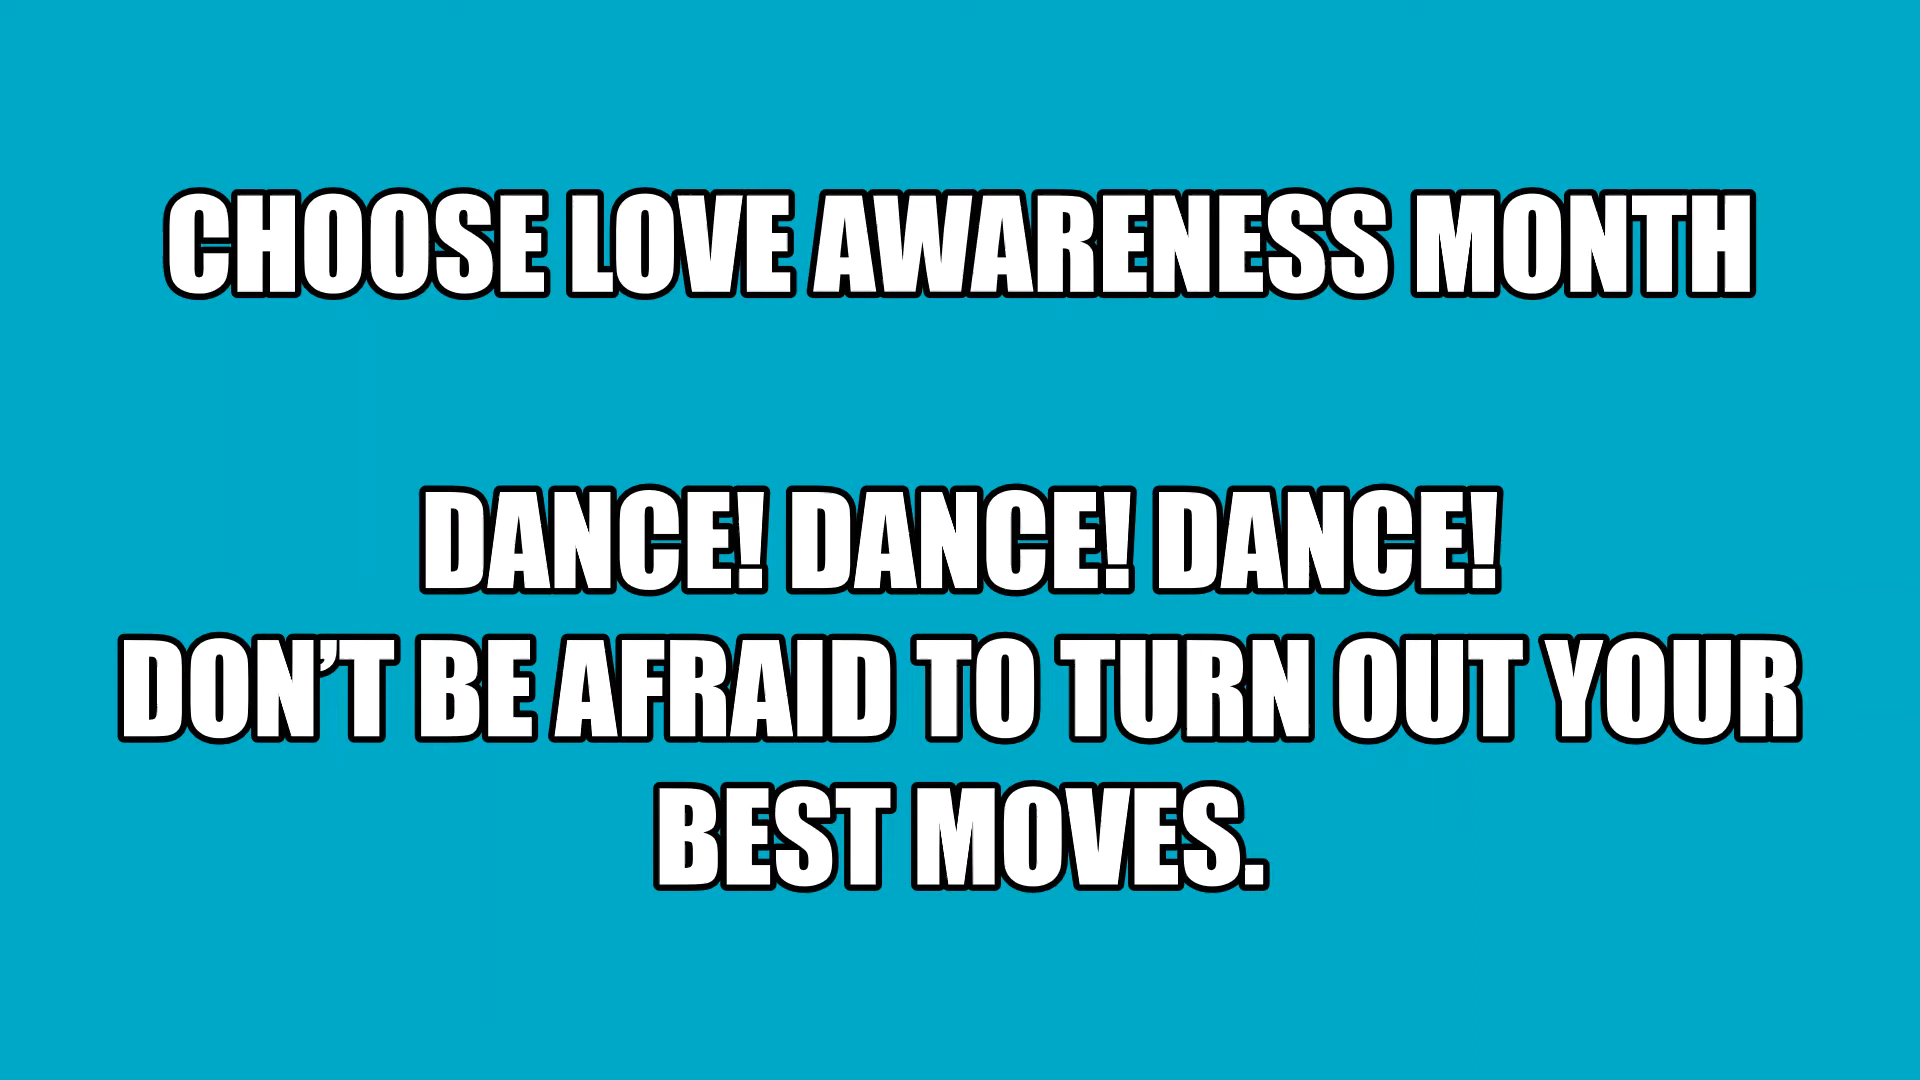 CHOOSE LOVE AWARENESS MONTH
DANCE! DANCE! DANCE!
DON’T BE AFRAID TO TURN OUT YOUR
BEST MOVES.